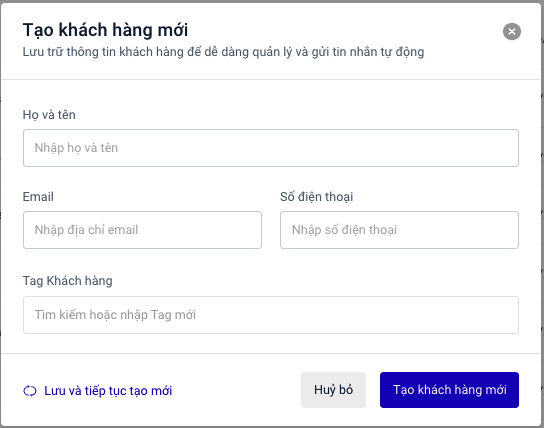 Tạo khách hàng mới
Lưu trữ thông tin khách hàng để dễ dàng quản lý và gửi tin nhắn tự động
Họ và tên
Nhập họ và tên
Email
Số điện thoại
Nhập địa chỉ email
Nhập số điện thoại
Tag Khách hàng
Tìm kiếm hoặc nhập Tag mới
Lưu và tiếp tục tạo mới
Huỷ bỏ
Tạo khách hàng mới